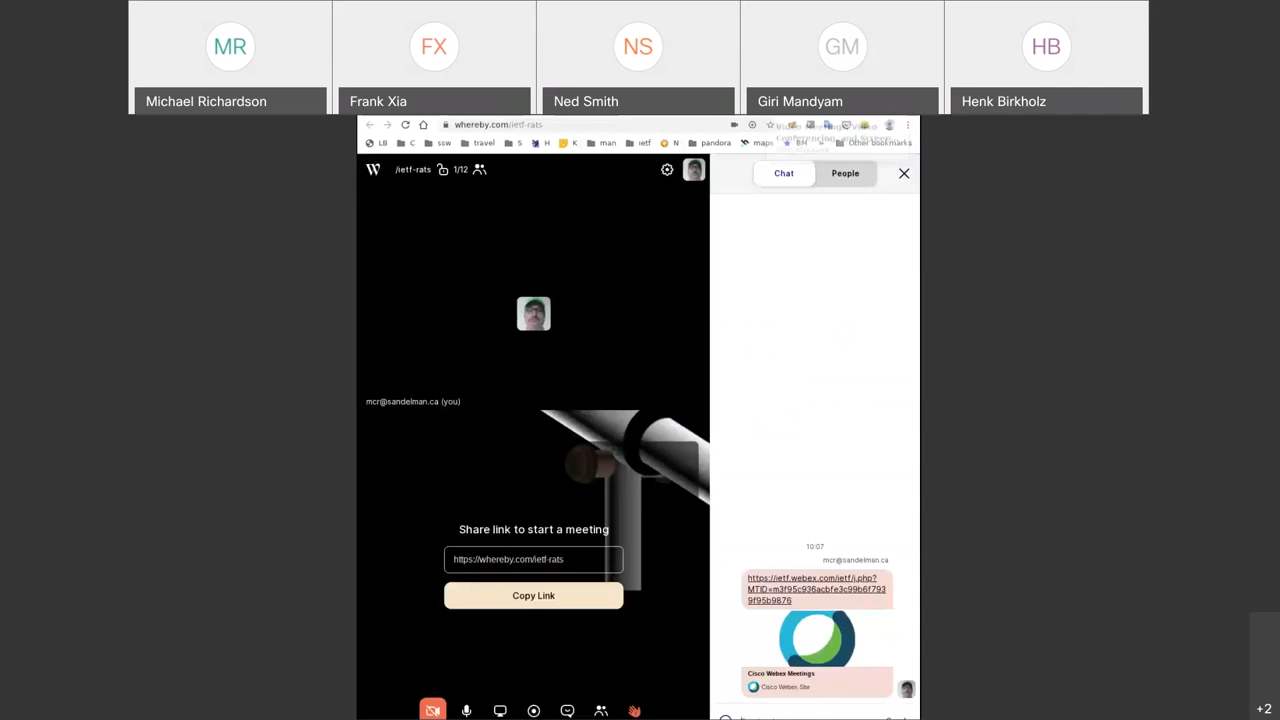 MR
FX
NS
GM
HB
Michael Richardson
Frank Xia
Ned Smith
Giri Mandyam
Henk Birkholz
whereby.com/ietf-rats
LB C ssw travel S H K man ietf N pandora maps BM » Other bookmarks
/ietf-rats 1/12
Chat People
mcr@sandelman.ca (you)
Share link to start a meeting
https://whereby.com/ietf-rats
Copy Link
10:07
mcr@sandelman.ca
https://ietf.webex.com/ietf/j.php?
MTID=m3f95c936acbfe3c99b6f793
9f95b9876
Cisco Webex Meetings
Cisco Webex Site
+2